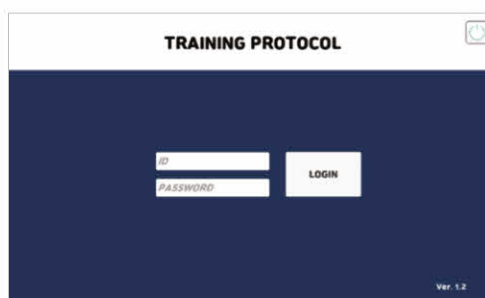 TRAINING PROTOCOL
ID
PASSWORD
LOGIN
Ver. 1.2